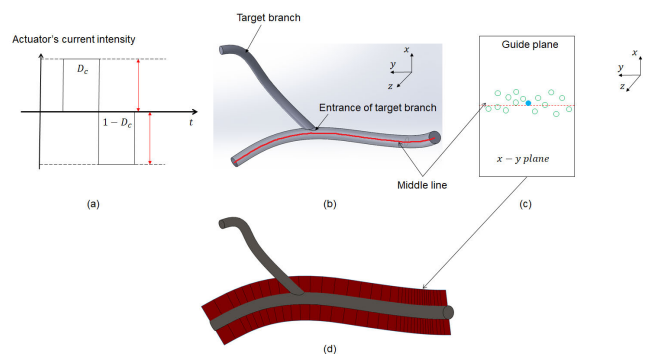 Actuator's current intensity
D_c
1 − D_c
t
(a)
Target branch
x
y
z
Entrance of target branch
Middle line
(b)
Guide plane
x − y plane
x
y
z
(c)
(d)